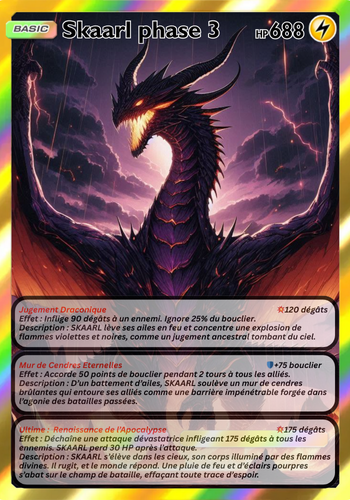 BASIC
Skaarl phase 3
HP 688
Jugement Draconique 💥120 dégâts
Effet : Inflige 90 dégâts à un ennemi. Ignore 25% du bouclier.
Description : SKAARL lève ses ailes en feu et concentre une explosion de
flammes violettes et noires, comme un jugement ancestral tombant du ciel.
Mur de Cendres Eternelles 🛡️+75 bouclier
Effet : Accorde 50 points de bouclier pendant 2 tours à tous les alliés.
Description : D'un battement d'ailes, SKAARL soulève un mur de cendres
brûlantes qui entoure ses alliés comme une barrière impénétrable forgée dans
l'agonie des batailles passées.
Ultime : Renaissance de l'Apocalypse 💥175 dégâts
Effet : Déchaîne une attaque dévastatrice infligeant 175 dégâts à tous les
ennemis. SKAARL perd 30 HP après l'attaque.
Description : SKAARL s'élève dans les cieux, son corps illuminé par des flammes
divines. Il rugit, et le monde répond. Une pluie de feu et d'éclairs pourpres
s'abat sur le champ de bataille, effaçant toute trace d'espoir.